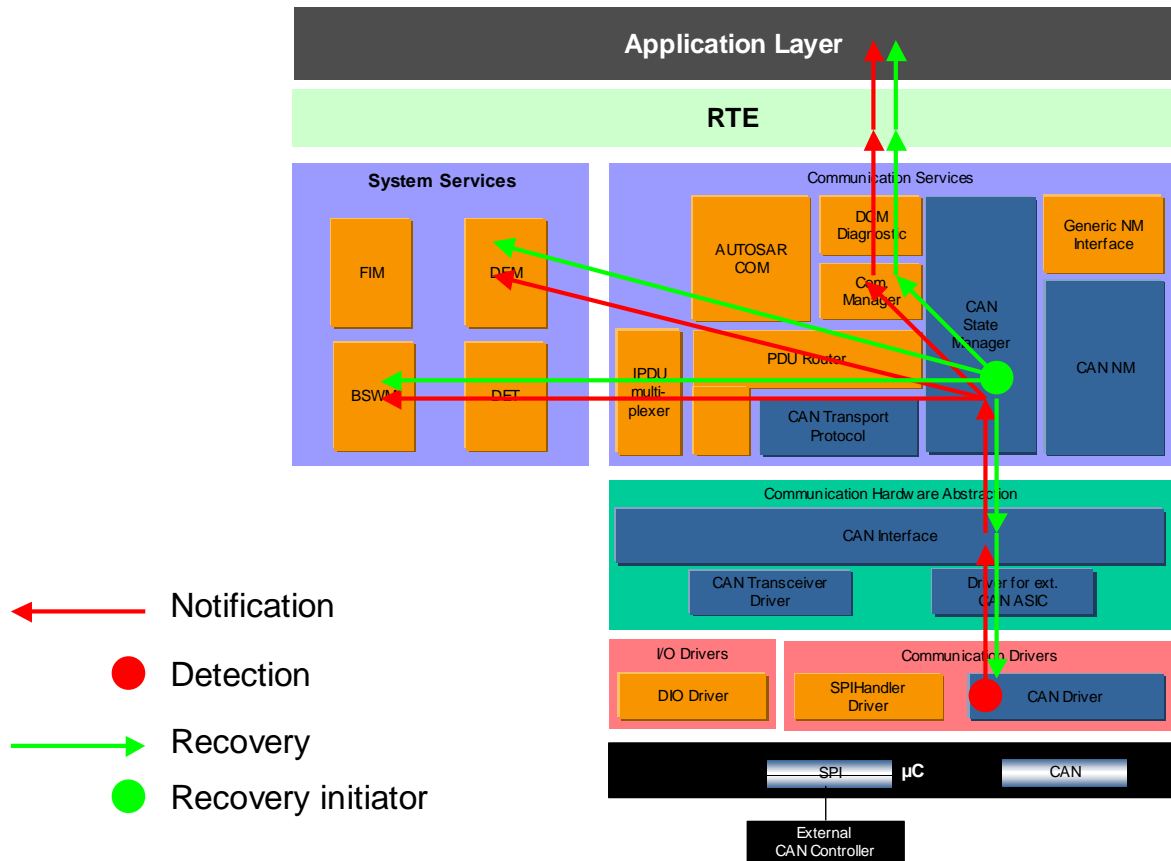 Application Layer
RTE
System Services
FIM
DEM
BSWM
DET
Communication Services
AUTOSAR
COM
DCM
Diagnostic
Com.
Manager
CAN
State
Manager
Generic NM
Interface
CAN NM
IPDU
multi-
plexer
PDU Router
CAN Transport
Protocol
Communication Hardware Abstraction
CAN Interface
CAN Transceiver
Driver
Driver for ext.
CAN ASIC
I/O Drivers
DIO Driver
Communication Drivers
SPIHandler
Driver
CAN Driver
SPI
µC
CAN
External
CAN Controller
Notification
Detection
Recovery
Recovery initiator